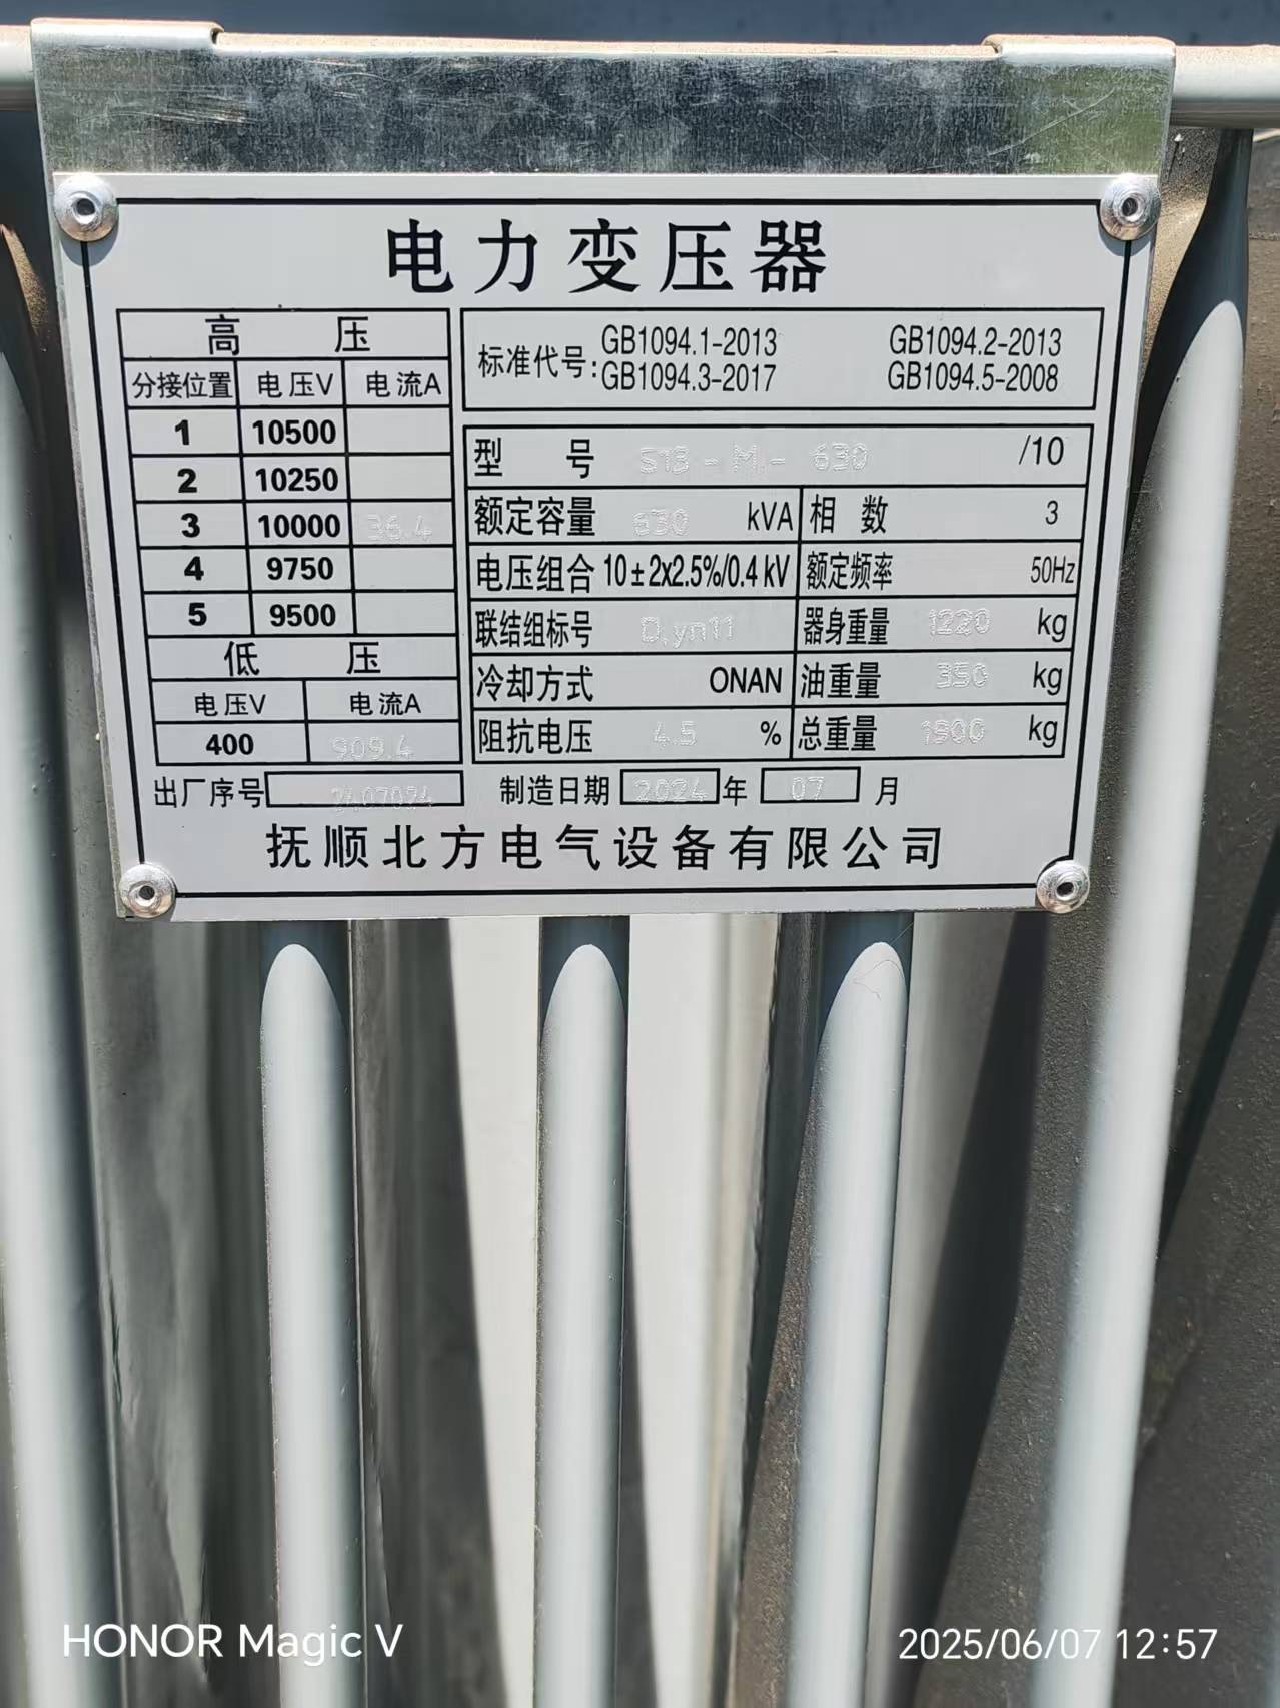 电力变压器
高 压
分接位置 电压V 电流A
1 10500
2 10250
3 10000 36.4
4 9750
5 9500
低 压
电压V 电流A
400 909.4
标准代号: GB1094.1-2013 GB1094.2-2013
GB1094.3-2017 GB1094.5-2008
型 号 S13-M.-630 /10
额定容量 630 kVA 相数 3
电压组合 10±2x2.5%/0.4kV 额定频率 50Hz
联结组标号 D,yn11 器身重量 1220 kg
冷却方式 ONAN 油重量 350 kg
阻抗电压 4.5 % 总重量 1900 kg
出厂序号 2407024 制造日期 2024 年 07 月
抚顺北方电气设备有限公司
HONOR Magic V
2025/06/07 12:57